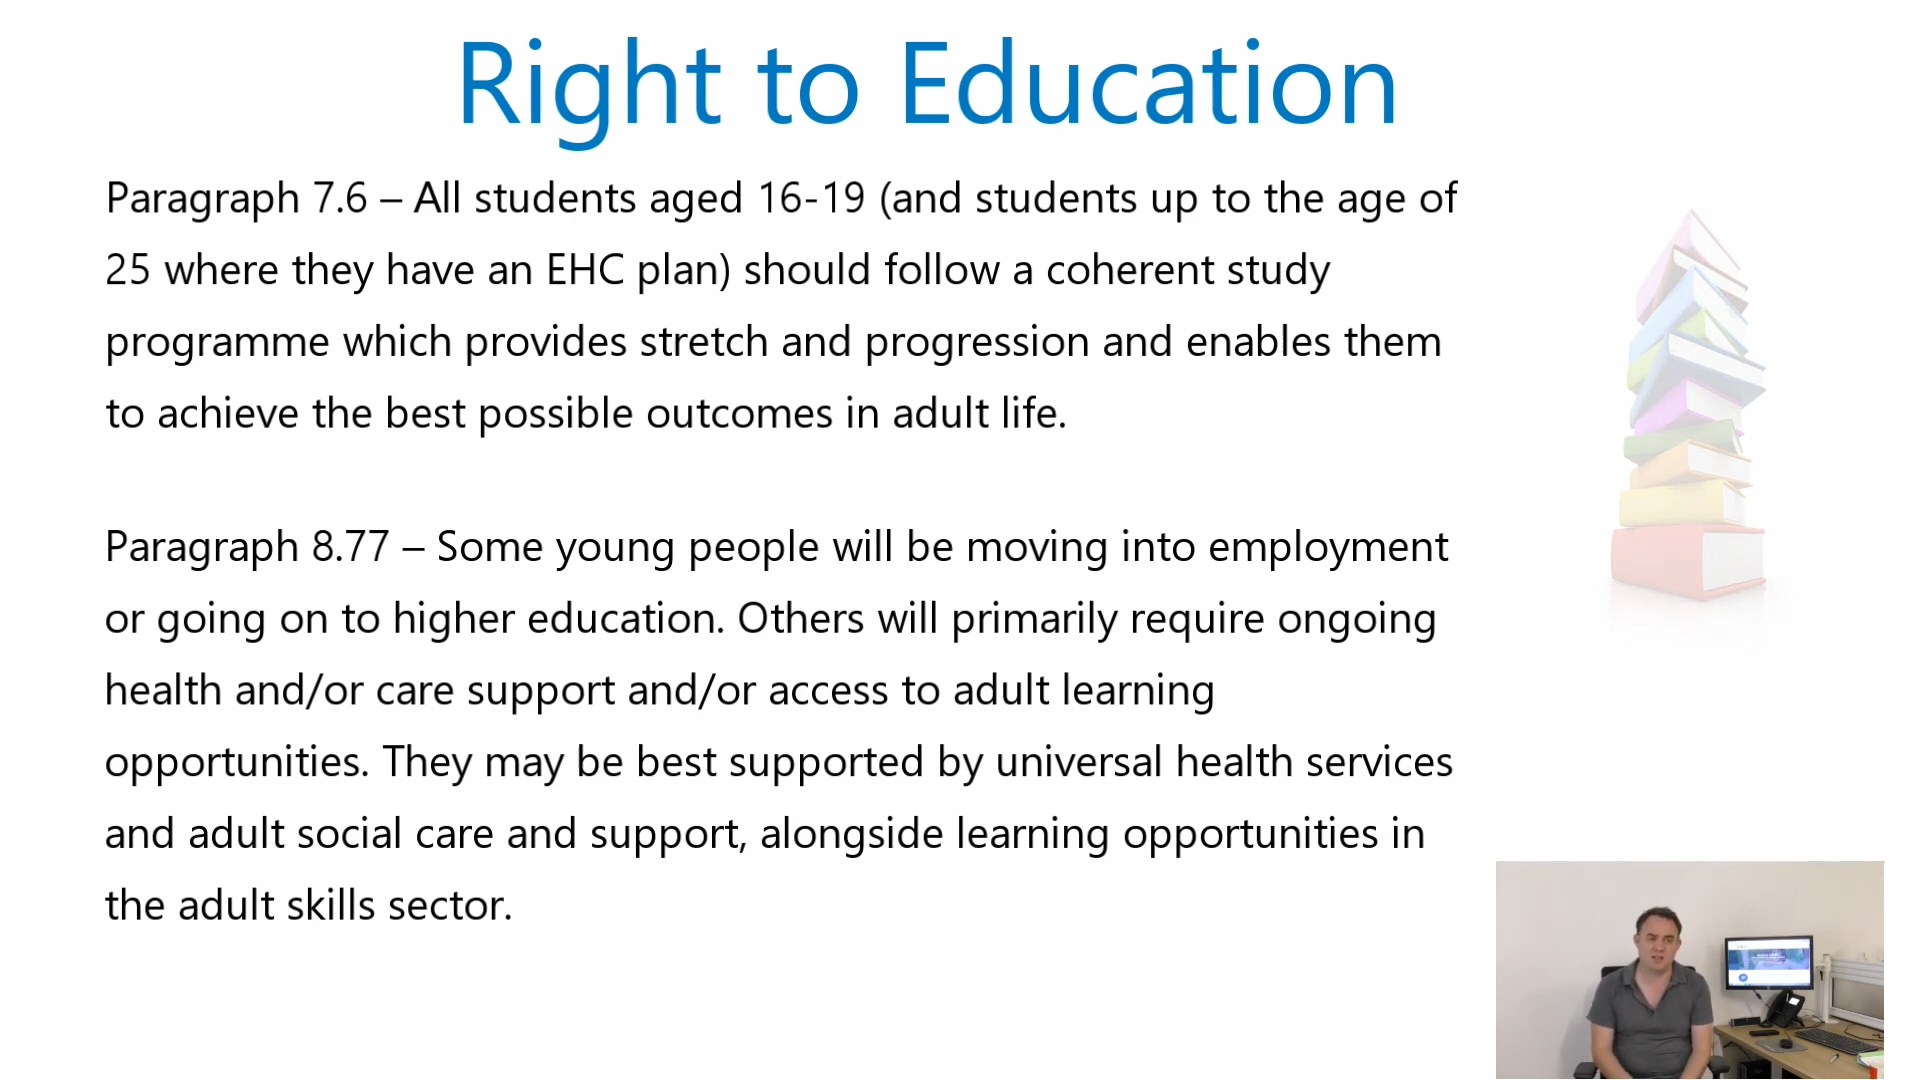 Right to Education
Paragraph 7.6 – All students aged 16-19 (and students up to the age of
25 where they have an EHC plan) should follow a coherent study
programme which provides stretch and progression and enables them
to achieve the best possible outcomes in adult life.
Paragraph 8.77 – Some young people will be moving into employment
or going on to higher education. Others will primarily require ongoing
health and/or care support and/or access to adult learning
opportunities. They may be best supported by universal health services
and adult social care and support, alongside learning opportunities in
the adult skills sector.